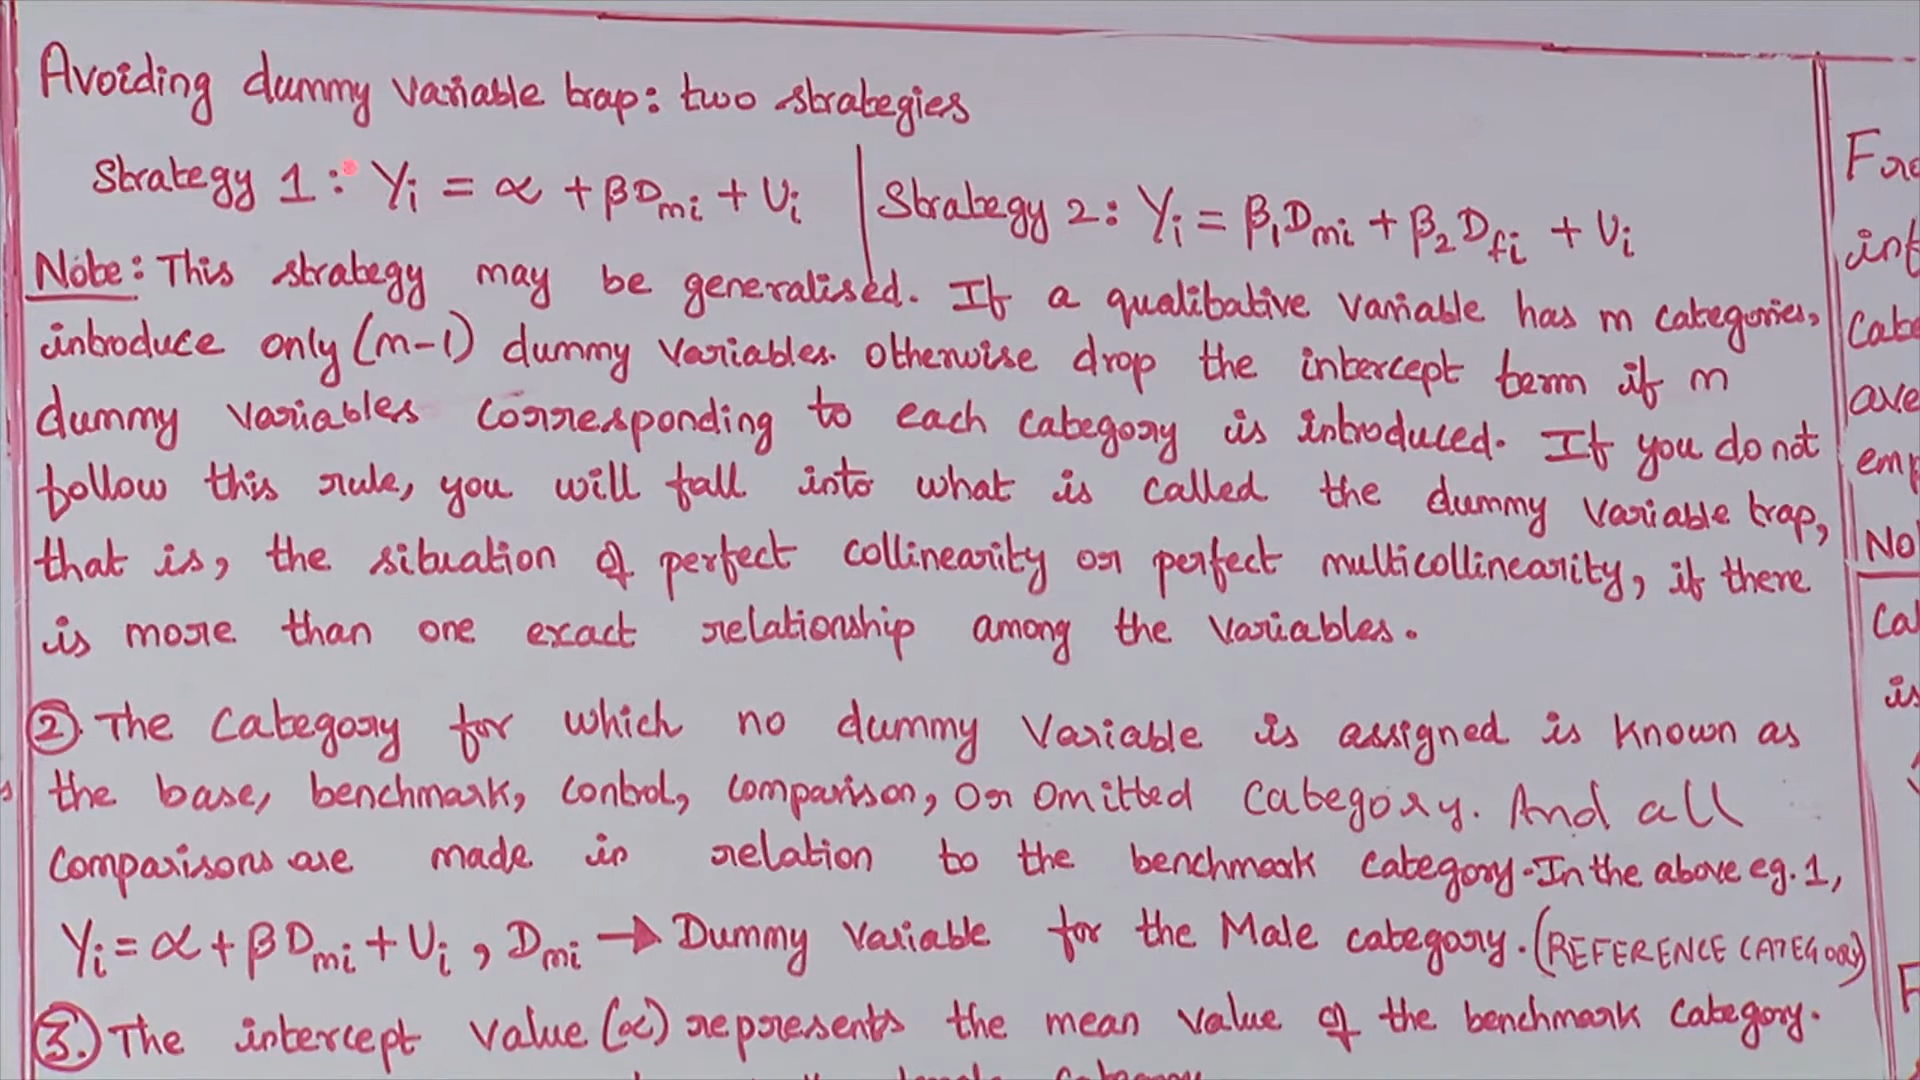 Avoiding dummy variable trap: two strategies
Strategy 1: Yi = α + βDmi + Ui | Strategy 2: Yi = β1Dmi + β2Dfi + Ui
Note: This strategy may be generalised. If a qualitative variable has m categories,
introduce only (m-1) dummy variables. otherwise drop the intercept term if m
dummy variables corresponding to each category is introduced. If you do not
follow this rule, you will fall into what is called the dummy variable trap,
that is, the situation of perfect collinearity or perfect multicollinearity, if there
is more than one exact relationship among the variables.
② The category for which no dummy variable is assigned is known as
the base, benchmark, control, comparison, or omitted category. And all
comparisons are made in relation to the benchmark category. In the above eg. 1,
Yi = α + βDmi + Ui, Dmi → Dummy variable for the Male category. (REFERENCE CATEGORY)
③. The intercept value (α) represents the mean value of the benchmark category.